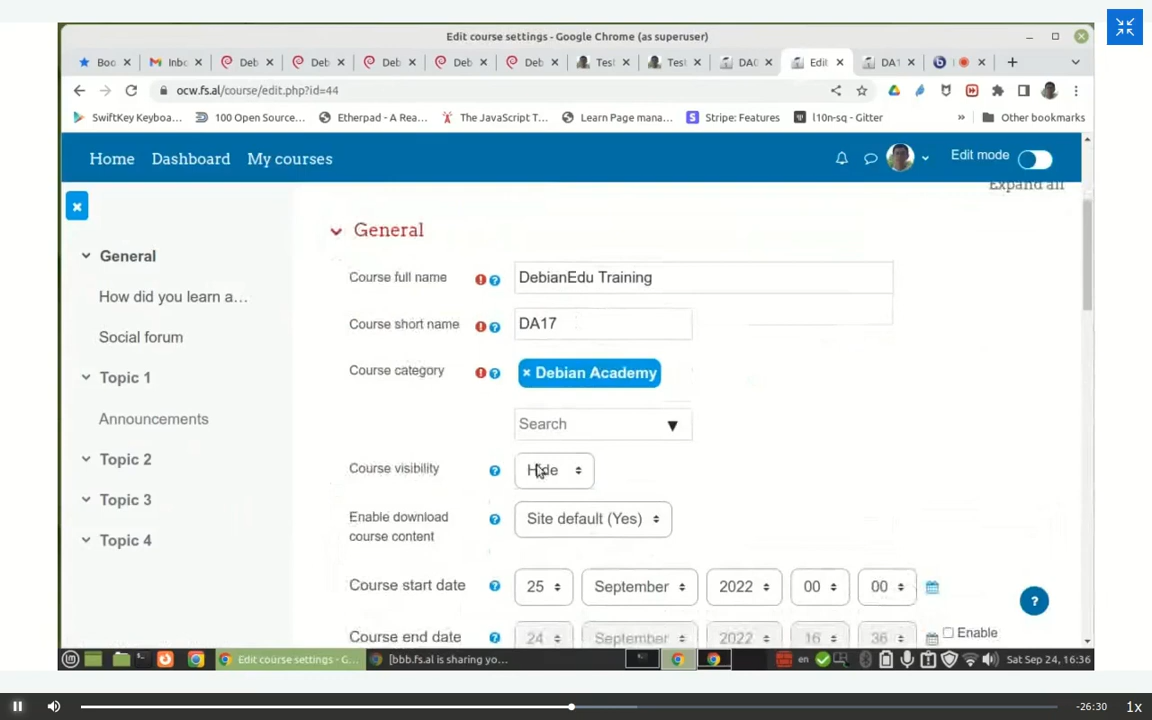 Edit course settings - Google Chrome (as superuser)
Boo Inbc Deb Deb Deb Deb Deb Test Test DA0 Edit DA1
ocw.fs.al/course/edit.php?id=44
SwiftKey Keyboa... 100 Open Source... Etherpad - A Rea... The JavaScript T... Learn Page mana... Stripe: Features l10n-sq - Gitter » Other bookmarks
Home Dashboard My courses Edit mode
Expand all
General
General
Course full name DebianEdu Training
How did you learn a...
Course short name DA17
Social forum
Course category × Debian Academy
Topic 1
Announcements
Search
Topic 2
Course visibility Hide
Topic 3
Enable download course content Site default (Yes)
Topic 4
Course start date 25 September 2022 00 00
Course end date 24 September 2022 16 36 Enable
Edit course settings - G... [bbb.fs.al is sharing yo... en Sat Sep 24, 16:36
-26:30 1x